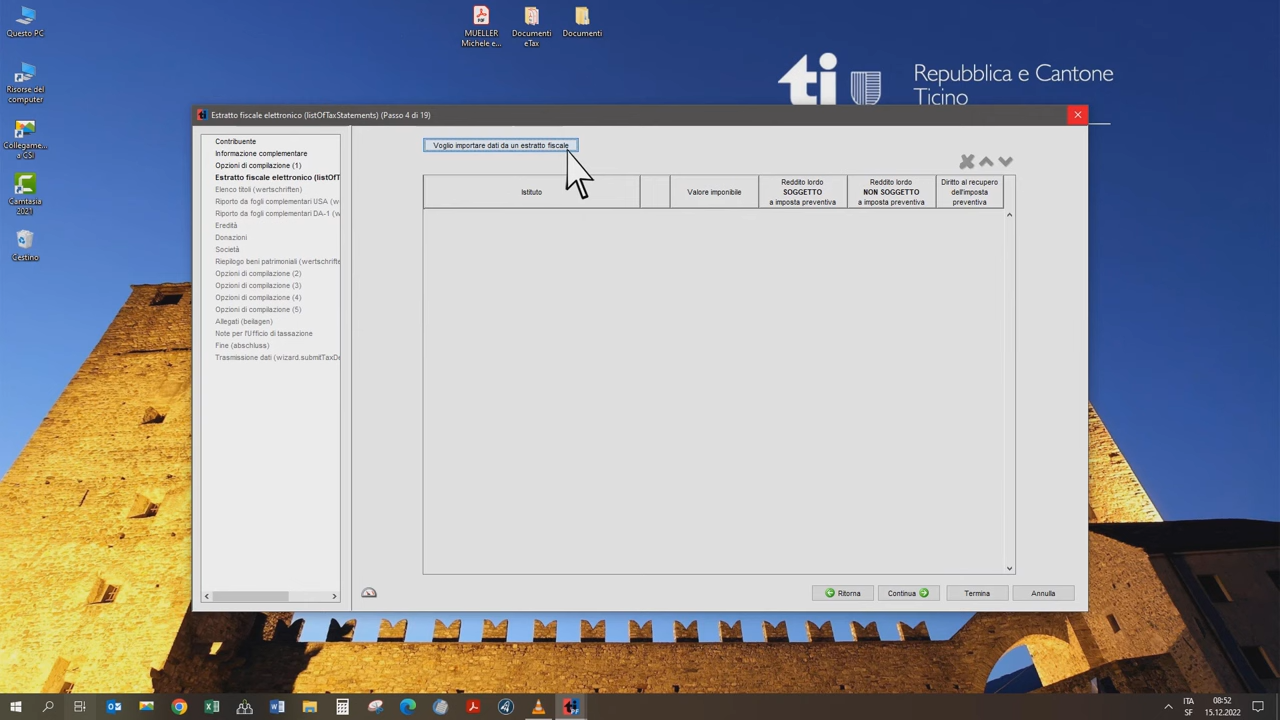 Questo PC
Risorse del
computer
Collegame...
a GSI
Camtasia
2021
Cestino
MUELLER
Michele e...
Documenti
eTax
Documenti
ti
Repubblica e Cantone
Ticino
Estratto fiscale elettronico (listOfTaxStatements) (Passo 4 di 19)
Contribuente
Informazione complementare
Opzioni di compilazione (1)
Estratto fiscale elettronico (listOfT
Elenco titoli (wertschriften)
Riporto da fogli complementari USA (w
Riporto da fogli complementari DA-1 (w
Eredità
Donazioni
Società
Riepilogo beni patrimoniali (wertschrifte
Opzioni di compilazione (2)
Opzioni di compilazione (3)
Opzioni di compilazione (4)
Opzioni di compilazione (5)
Allegati (beilagen)
Note per l'Ufficio di tassazione
Fine (abschluss)
Trasmissione dati (wizard.submitTaxDe
Voglio importare dati da un estratto fiscale
Istituto
Valore imponibile
Reddito lordo
SOGGETTO
a imposta preventiva
Reddito lordo
NON SOGGETTO
a imposta preventiva
Diritto al recupero
dell'imposta
preventiva
Ritorna
Continua
Termina
Annulla
ITA
SF
08:52
15.12.2022